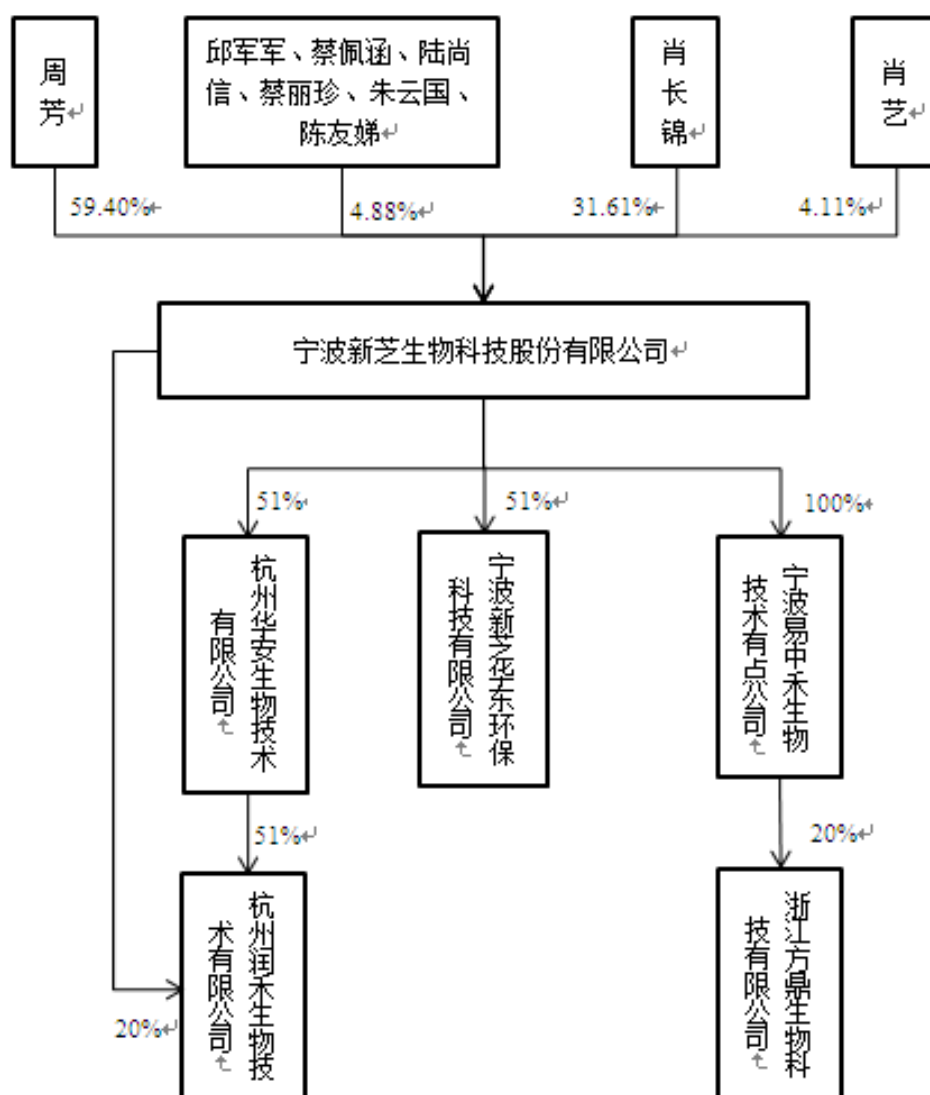 周芳↵
邱军军、蔡佩涵、陆尚
信、蔡丽珍、朱云国、
陈友娣↵
肖长锦↵
肖艺↵
59.40%↵
4.88%↵
31.61%↵
4.11%↵
宁波新芝生物科技股份有限公司↵
51%↵
51%↵
100%↵
杭州华安生物技术
有限公司↵
宁波新芝华东环保
科技有限公司↵
宁波易中禾生物
技术有点公司↵
51%↵
20%↵
杭州润禾生物技
术有限公司↵
浙江方鼎生物科
技有限公司↵
20%↵